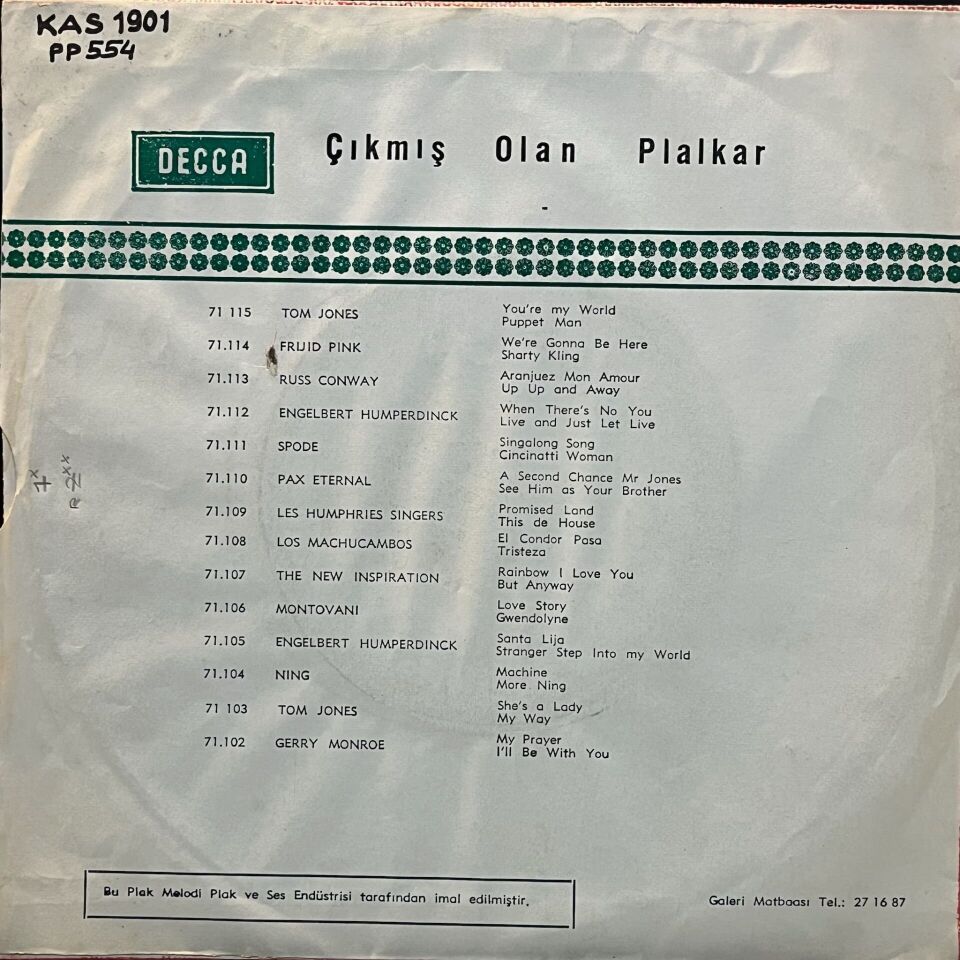 KAS 1901
PP 554
DECCA Çıkmış Olan Plalkar
71 115 TOM JONES You're my World
Puppet Man
71.114 FRIJID PINK We're Gonna Be Here
Sharty Kling
71.113 RUSS CONWAY Aranjuez Mon Amour
Up Up and Away
71.112 ENGELBERT HUMPERDINCK When There's No You
Live and Just Let Live
71.111 SPODE Singalong Song
Cincinatti Woman
71.110 PAX ETERNAL A Second Chance Mr Jones
See Him as Your Brother
71.109 LES HUMPHRIES SINGERS Promised Land
This de House
71.108 LOS MACHUCAMBOS El Condor Pasa
Tristeza
71.107 THE NEW INSPIRATION Rainbow I Love You
But Anyway
71.106 MONTOVANI Love Story
Gwendolyne
71.105 ENGELBERT HUMPERDINCK Santa Lija
Stranger Step Into my World
71.104 NING Machine
More Ning
71 103 TOM JONES She's a Lady
My Way
71.102 GERRY MONROE My Prayer
I'll Be With You
Bu Plak Melodi Plak ve Ses Endüstrisi tarafından imal edilmiştir.
Galeri Matbaası Tel.: 27 16 87